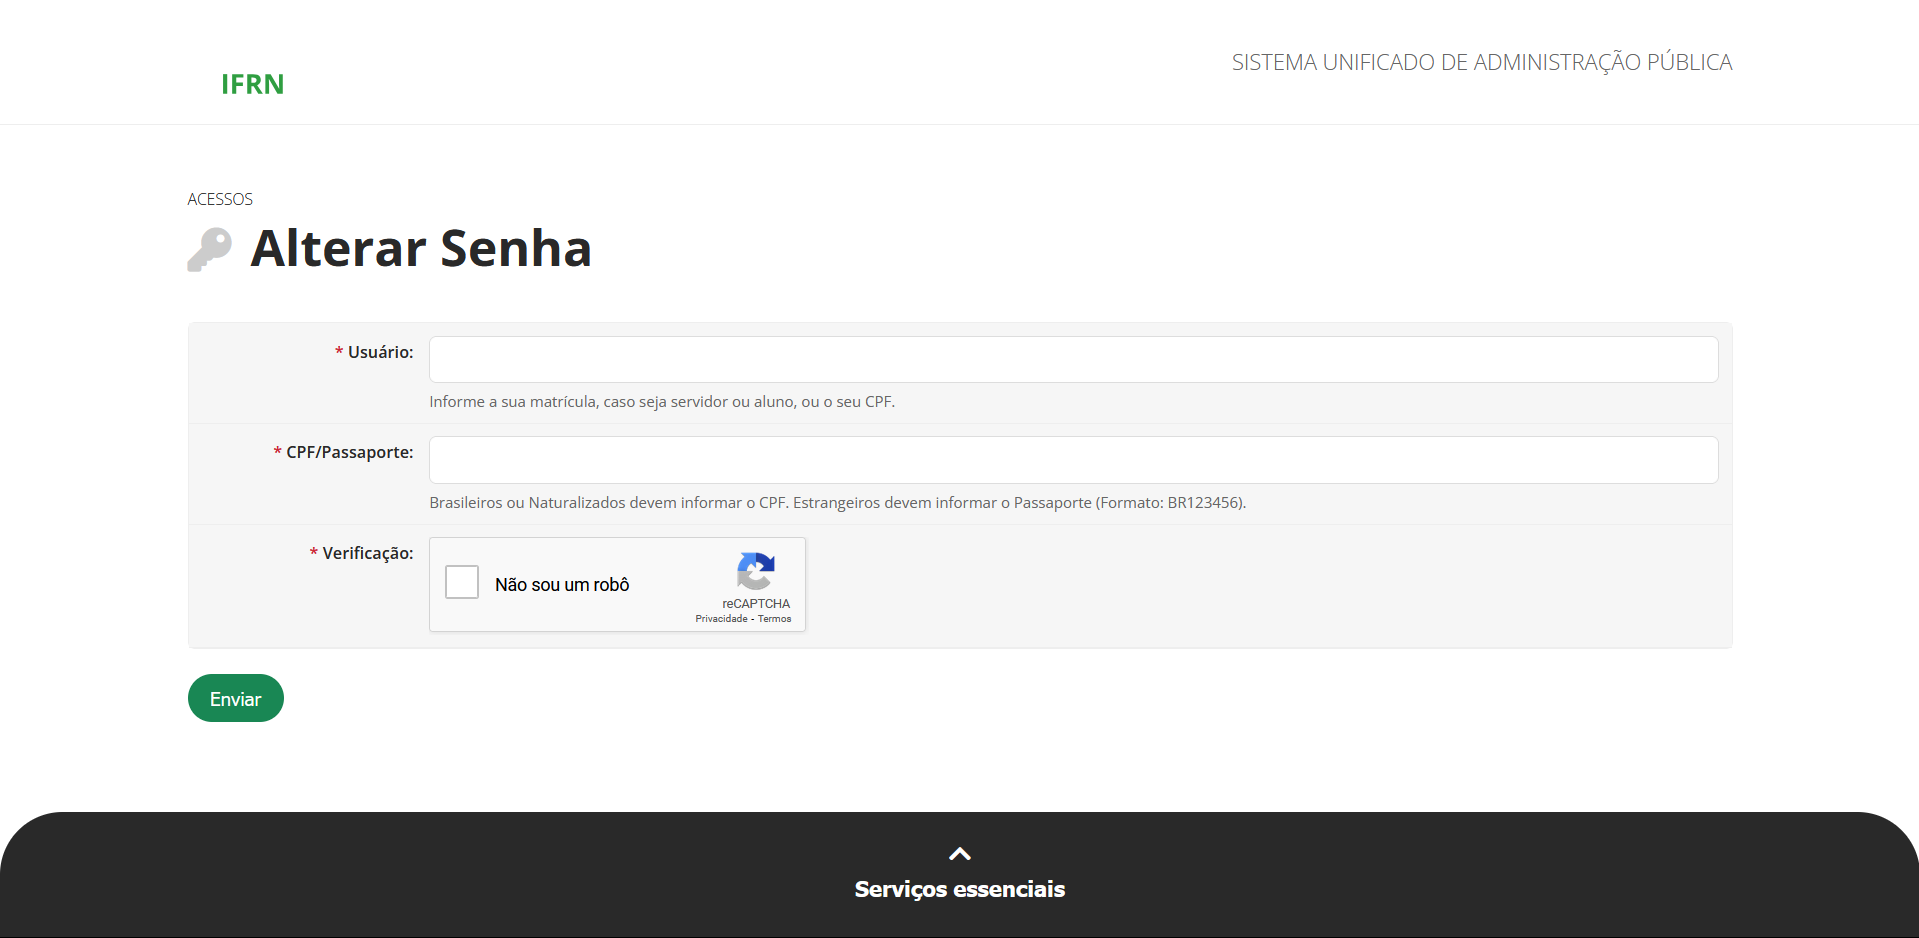 IFRN
SISTEMA UNIFICADO DE ADMINISTRAÇÃO PÚBLICA
ACESSOS
Alterar Senha
* Usuário:
Informe a sua matrícula, caso seja servidor ou aluno, ou o seu CPF.
* CPF/Passaporte:
Brasileiros ou Naturalizados devem informar o CPF. Estrangeiros devem informar o Passaporte (Formato: BR123456).
* Verificação:
Não sou um robô
reCAPTCHA
Privacidade - Termos
Enviar
Serviços essenciais